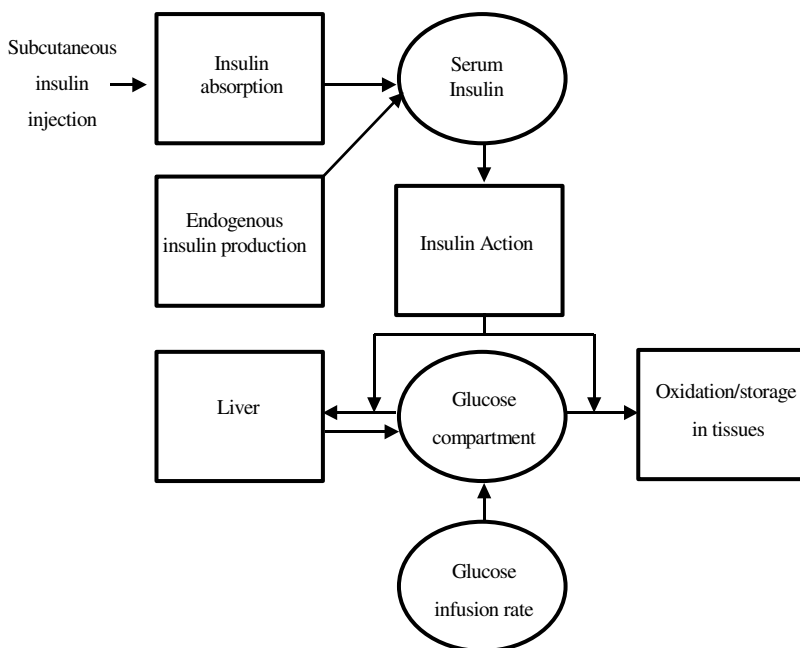 Subcutaneous
insulin
injection
Insulin
absorption
Serum
Insulin
Endogenous
insulin production
Insulin Action
Liver
Glucose
compartment
Oxidation/storage
in tissues
Glucose
infusion rate